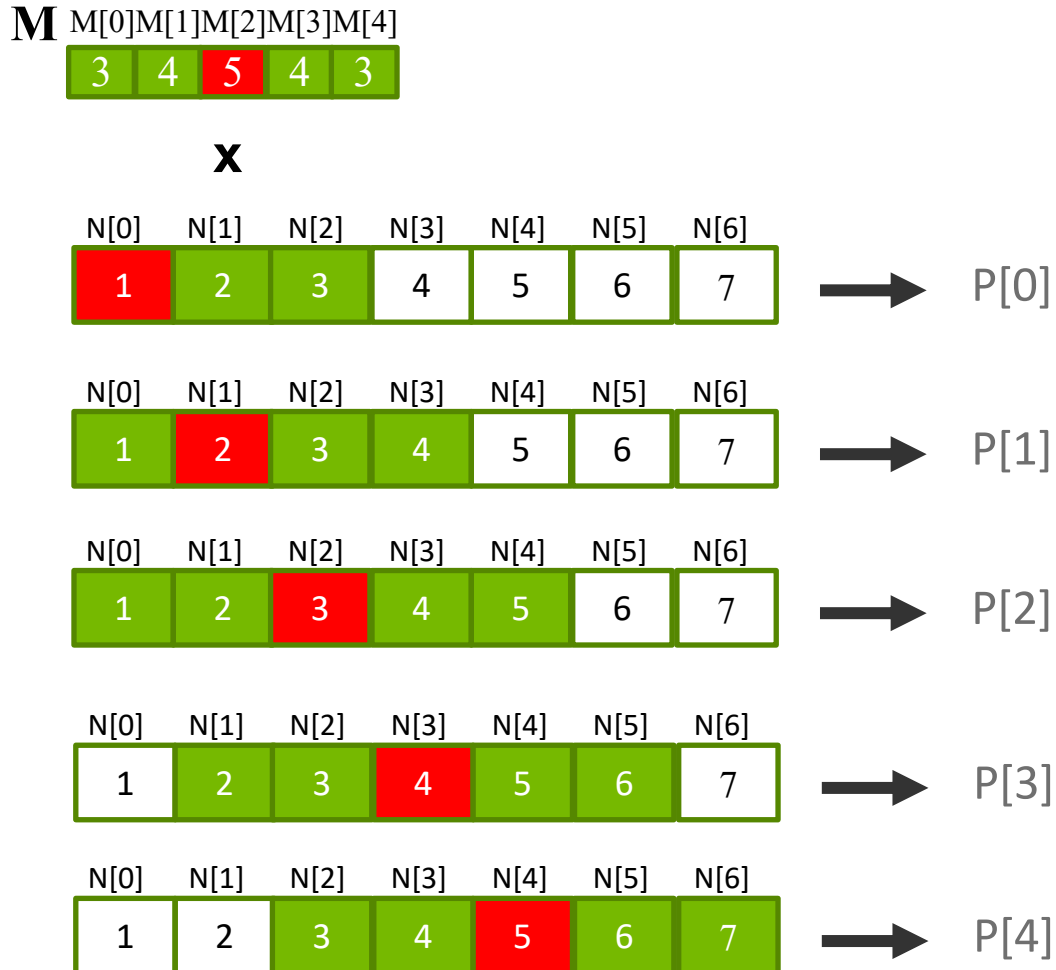 M M[0]M[1]M[2]M[3]M[4]
3 4 5 4 3
x
N[0] N[1] N[2] N[3] N[4] N[5] N[6]
1 2 3 4 5 6 7 P[0]
N[0] N[1] N[2] N[3] N[4] N[5] N[6]
1 2 3 4 5 6 7 P[1]
N[0] N[1] N[2] N[3] N[4] N[5] N[6]
1 2 3 4 5 6 7 P[2]
N[0] N[1] N[2] N[3] N[4] N[5] N[6]
1 2 3 4 5 6 7 P[3]
N[0] N[1] N[2] N[3] N[4] N[5] N[6]
1 2 3 4 5 6 7 P[4]